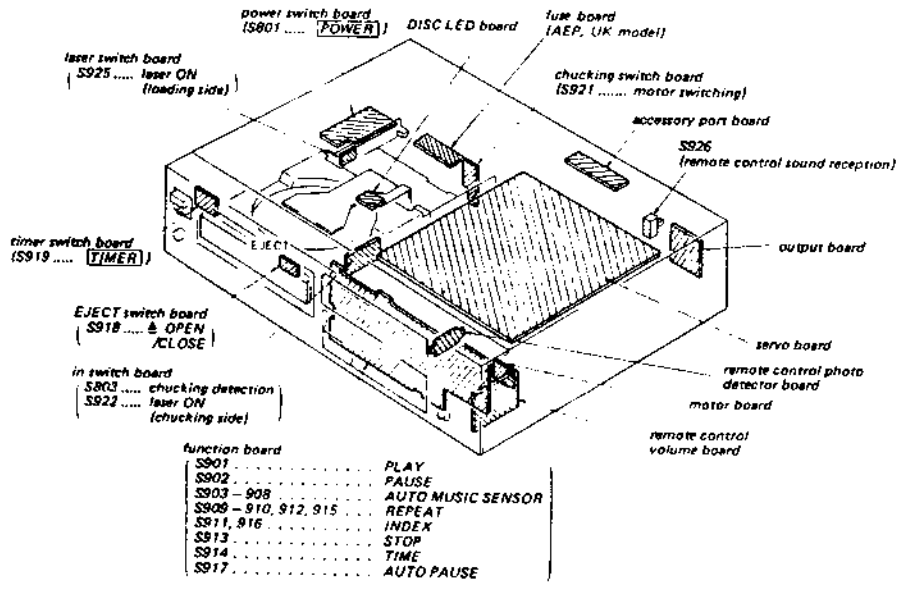 power switch board
(S801 ..... POWER)
DISC LED board
fuse board
(AEP, UK model)
laser switch board
S925 ..... laser ON
(loading side)
chucking switch board
(S921 ....... motor switching)
accessory port board
S926
(remote control sound reception)
timer switch board
(S919 ..... TIMER)
EJECT
output board
EJECT switch board
S918 ..... ≜ OPEN
/CLOSE
servo board
in switch board
S803 ..... chucking detection
S922 ..... laser ON
(chucking side)
remote control photo
detector board
motor board
remote control
volume board
function board
S901 . . . . . . . . . . . . . . PLAY
S902 . . . . . . . . . . . . . . PAUSE
S903 – 908 . . . . . . . . . . . AUTO MUSIC SENSOR
S909 – 910, 912, 915 . . . . REPEAT
S911, 916 . . . . . . . . . . . INDEX
S913 . . . . . . . . . . . . . . STOP
S914 . . . . . . . . . . . . . . TIME
S917 . . . . . . . . . . . . . . AUTO PAUSE